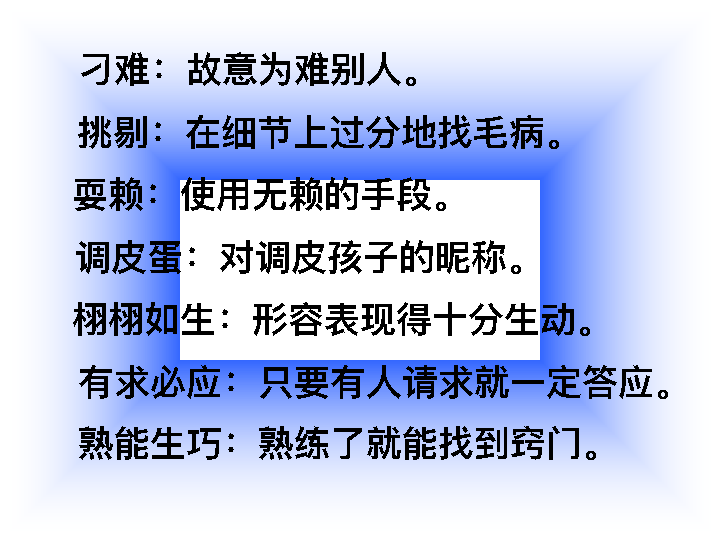 刁难：故意为难别人。
挑剔：在细节上过分地找毛病。
耍赖：使用无赖的手段。
调皮蛋：对调皮孩子的昵称。
栩栩如生：形容表现得十分生动。
有求必应：只要有人请求就一定答应。
熟能生巧：熟练了就能找到窍门。